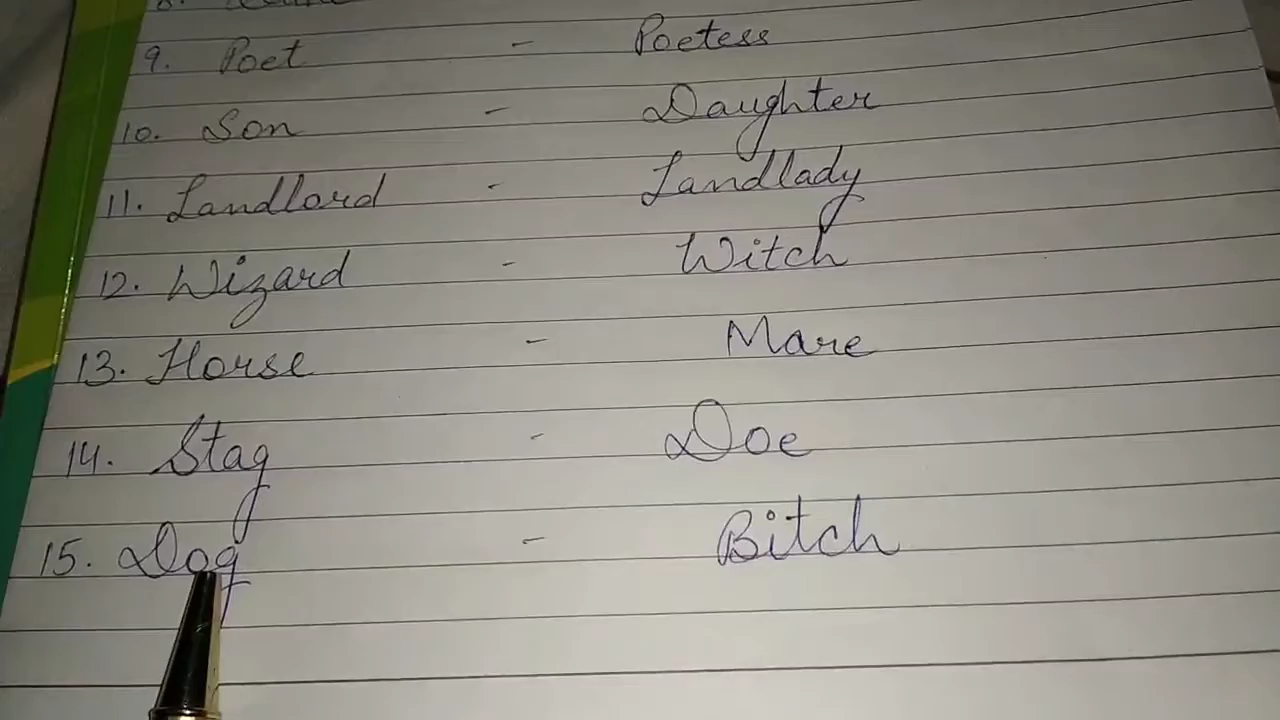 9. Poet - Poetess
10. Son - Daughter
11. Landlord - Landlady
12. Wizard - Witch
13. Horse - Mare
14. Stag - Doe
15. Dog - Bitch